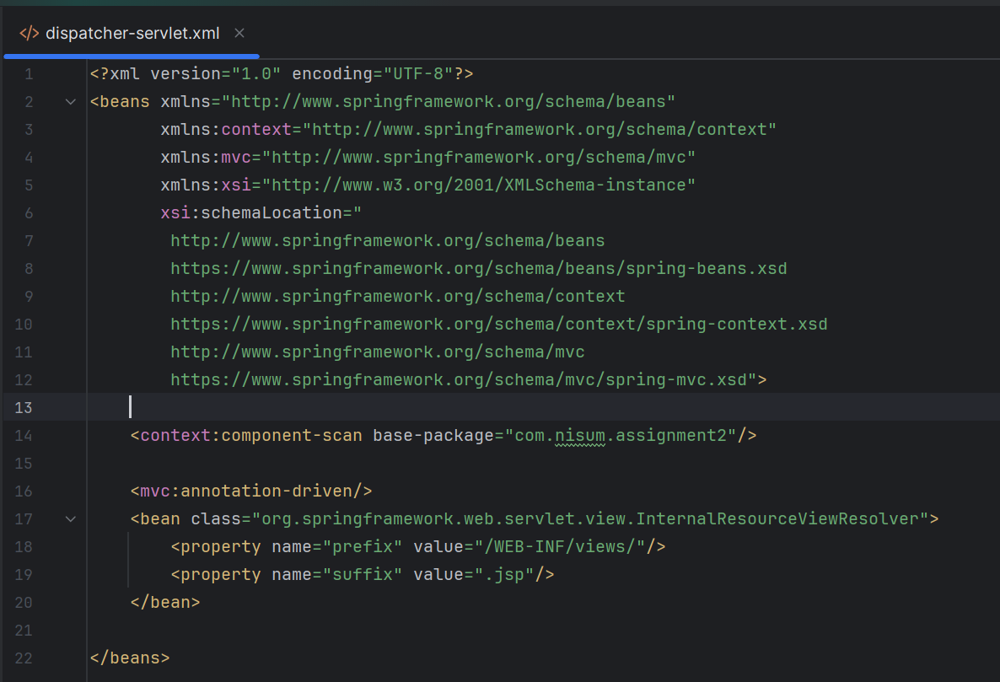 dispatcher-servlet.xml
1 <?xml version="1.0" encoding="UTF-8"?>
2 <beans xmlns="http://www.springframework.org/schema/beans"
3 xmlns:context="http://www.springframework.org/schema/context"
4 xmlns:mvc="http://www.springframework.org/schema/mvc"
5 xmlns:xsi="http://www.w3.org/2001/XMLSchema-instance"
6 xsi:schemaLocation="
7 http://www.springframework.org/schema/beans
8 https://www.springframework.org/schema/beans/spring-beans.xsd
9 http://www.springframework.org/schema/context
10 https://www.springframework.org/schema/context/spring-context.xsd
11 http://www.springframework.org/schema/mvc
12 https://www.springframework.org/schema/mvc/spring-mvc.xsd">
13
14 <context:component-scan base-package="com.nisum.assignment2"/>
15
16 <mvc:annotation-driven/>
17 <bean class="org.springframework.web.servlet.view.InternalResourceViewResolver">
18 <property name="prefix" value="/WEB-INF/views/"/>
19 <property name="suffix" value=".jsp"/>
20 </bean>
21
22 </beans>